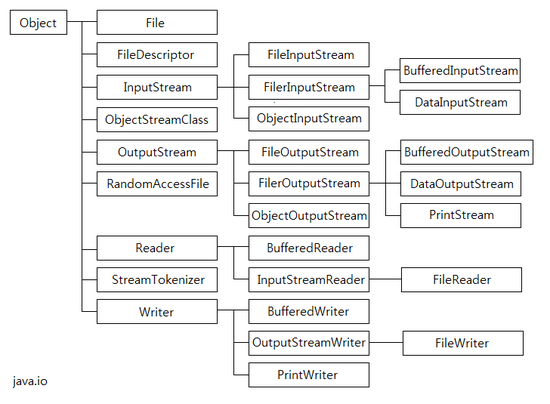 Object
File
FileDescriptor
FileInputStream
InputStream
FilerInputStream
BufferedInputStream
DataInputStream
ObjectStreamClass
ObjectInputStream
OutputStream
FileOutputStream
BufferedOutputStream
RandomAccessFile
FilerOutputStream
DataOutputStream
ObjectOutputStream
PrintStream
Reader
BufferedReader
StreamTokenizer
InputStreamReader
FileReader
Writer
BufferedWriter
OutputStreamWriter
FileWriter
PrintWriter
java.io